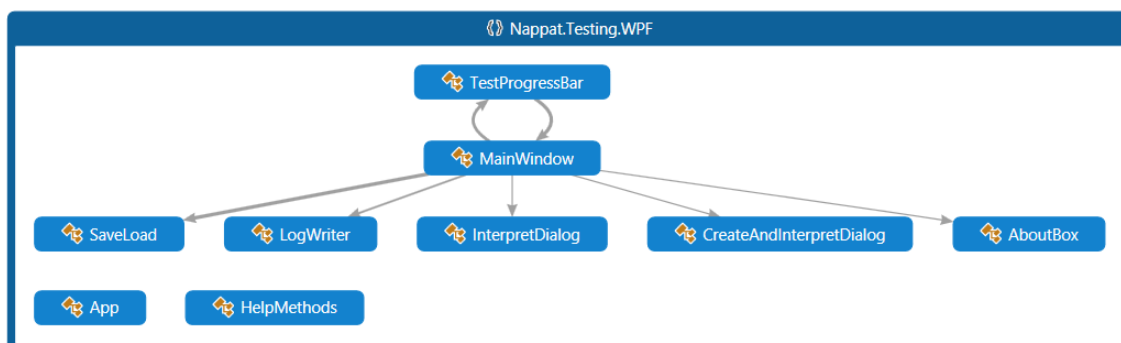 Nappat.Testing.WPF
TestProgressBar
MainWindow
SaveLoad
LogWriter
InterpretDialog
CreateAndInterpretDialog
AboutBox
App
HelpMethods